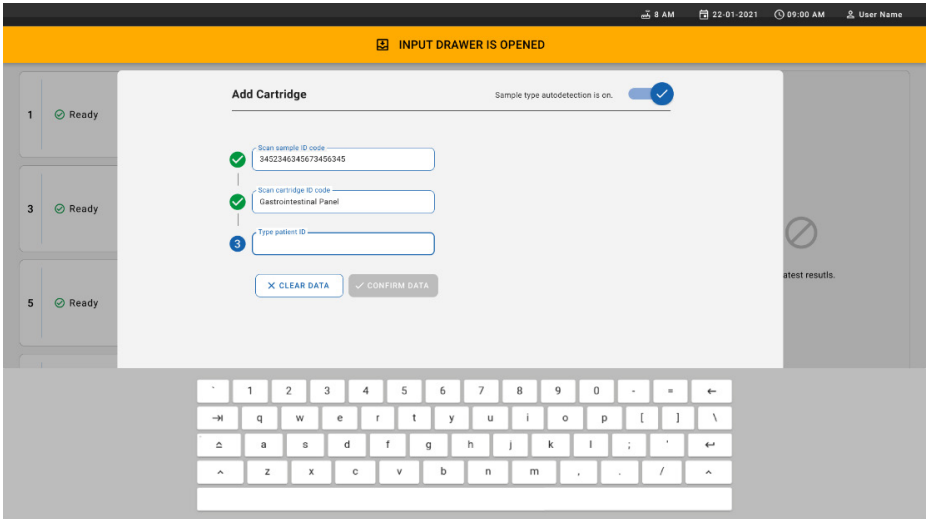 8 AM 22-01-2021 09:00 AM User Name
INPUT DRAWER IS OPENED
Add Cartridge Sample type autodetection is on.
1 Ready
Scan sample ID code
3452346345673456345
Scan cartridge ID code
3 Ready Gastrointestinal Panel
Type patient ID
3
atest resutls.
CLEAR DATA CONFIRM DATA
5 Ready
` 1 2 3 4 5 6 7 8 9 0 - =
q w e r t y u i o p [ ] \
a s d f g h j k l ; '
z x c v b n m , . /